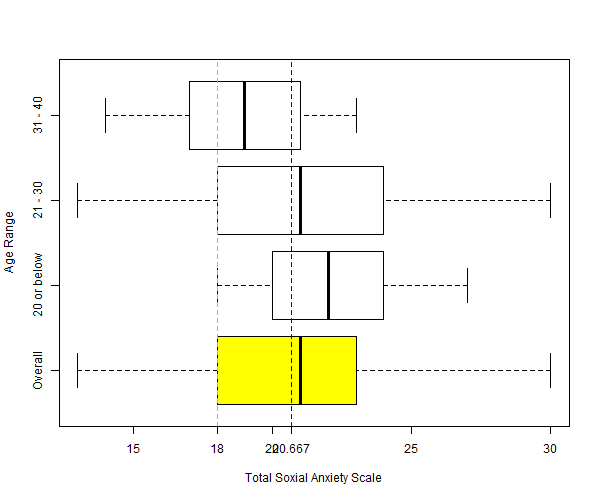 31 - 40
21 - 30
20 or below
Overall
Age Range
15 18 20 20.667 25 30
Total Soxial Anxiety Scale